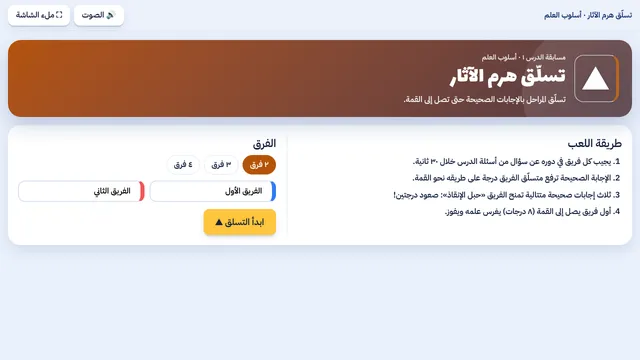 تسلّق هرم الآثار · أسلوب العلم
🔊 الصوت
⛶ ملء الشاشة
مسابقة الدرس ١ · أسلوب العلم
تسلّق هرم الآثار
تسلّق المراحل بالإجابات الصحيحة حتى تصل إلى القمة.
طريقة اللعب
1. يجيب كل فريق في دوره عن سؤال من أسئلة الدرس خلال ٣٠ ثانية.
2. الإجابة الصحيحة ترفع متسلّق الفريق درجة على طريقه نحو القمة.
3. ثلاث إجابات صحيحة متتالية تمنح الفريق «حبل الإنقاذ»: صعود درجتين!
4. أول فريق يصل إلى القمة (٨ درجات) يغرس علمه ويفوز.
الفرق
٢ فرق
٣ فرق
٤ فرق
الفريق الأول
الفريق الثاني
ابدأ التسلق ▲